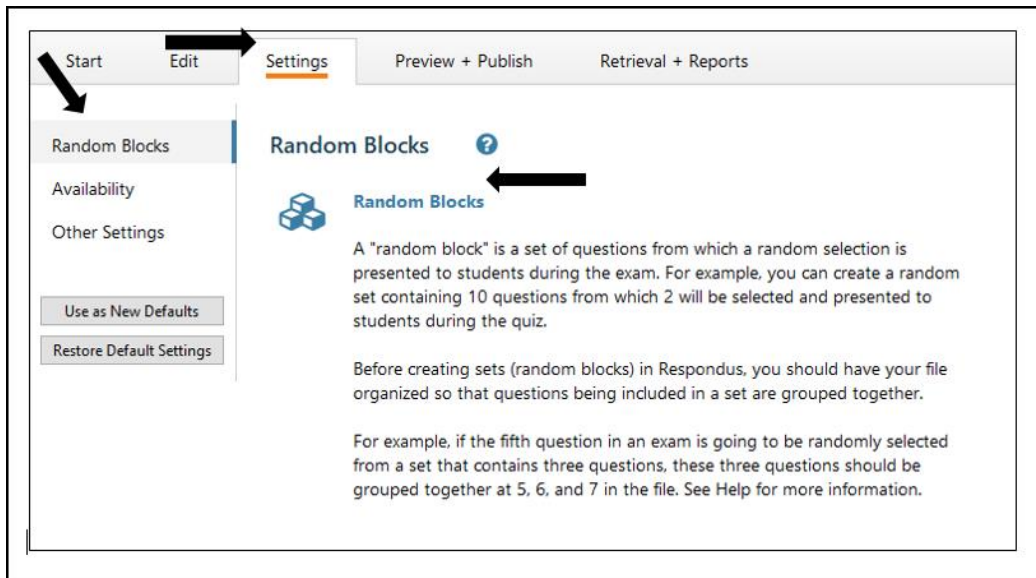 Start Edit Settings Preview + Publish Retrieval + Reports
Random Blocks
Availability
Other Settings
Use as New Defaults
Restore Default Settings
Random Blocks
Random Blocks
A "random block" is a set of questions from which a random selection is
presented to students during the exam. For example, you can create a random
set containing 10 questions from which 2 will be selected and presented to
students during the quiz.
Before creating sets (random blocks) in Respondus, you should have your file
organized so that questions being included in a set are grouped together.
For example, if the fifth question in an exam is going to be randomly selected
from a set that contains three questions, these three questions should be
grouped together at 5, 6, and 7 in the file. See Help for more information.